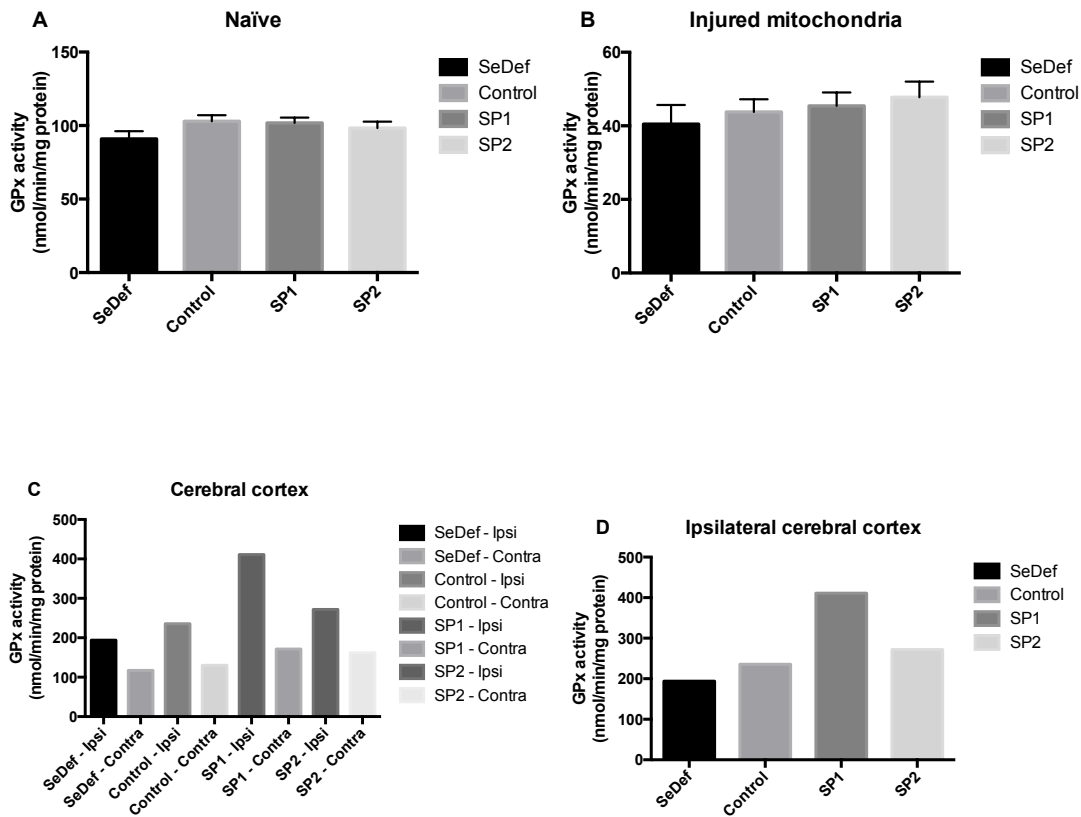 A
Naïve
GPx activity
(nmol/min/mg protein)
150
100
50
0
SeDef
Control
SP1
SP2
SeDef
Control
SP1
SP2
B
Injured mitochondria
GPx activity
(nmol/min/mg protein)
60
40
20
0
SeDef
Control
SP1
SP2
SeDef
Control
SP1
SP2
C
Cerebral cortex
GPx activity
(nmol/min/mg protein)
500
400
300
200
100
0
SeDef - Ipsi
SeDef - Contra
Control - Ipsi
Control - Contra
SP1 - Ipsi
SP1 - Contra
SP2 - Ipsi
SP2 - Contra
SeDef - Ipsi
SeDef - Contra
Control - Ipsi
Control - Contra
SP1 - Ipsi
SP1 - Contra
SP2 - Ipsi
SP2 - Contra
D
Ipsilateral cerebral cortex
GPx activity
(nmol/min/mg protein)
500
400
300
200
100
0
SeDef
Control
SP1
SP2
SeDef
Control
SP1
SP2